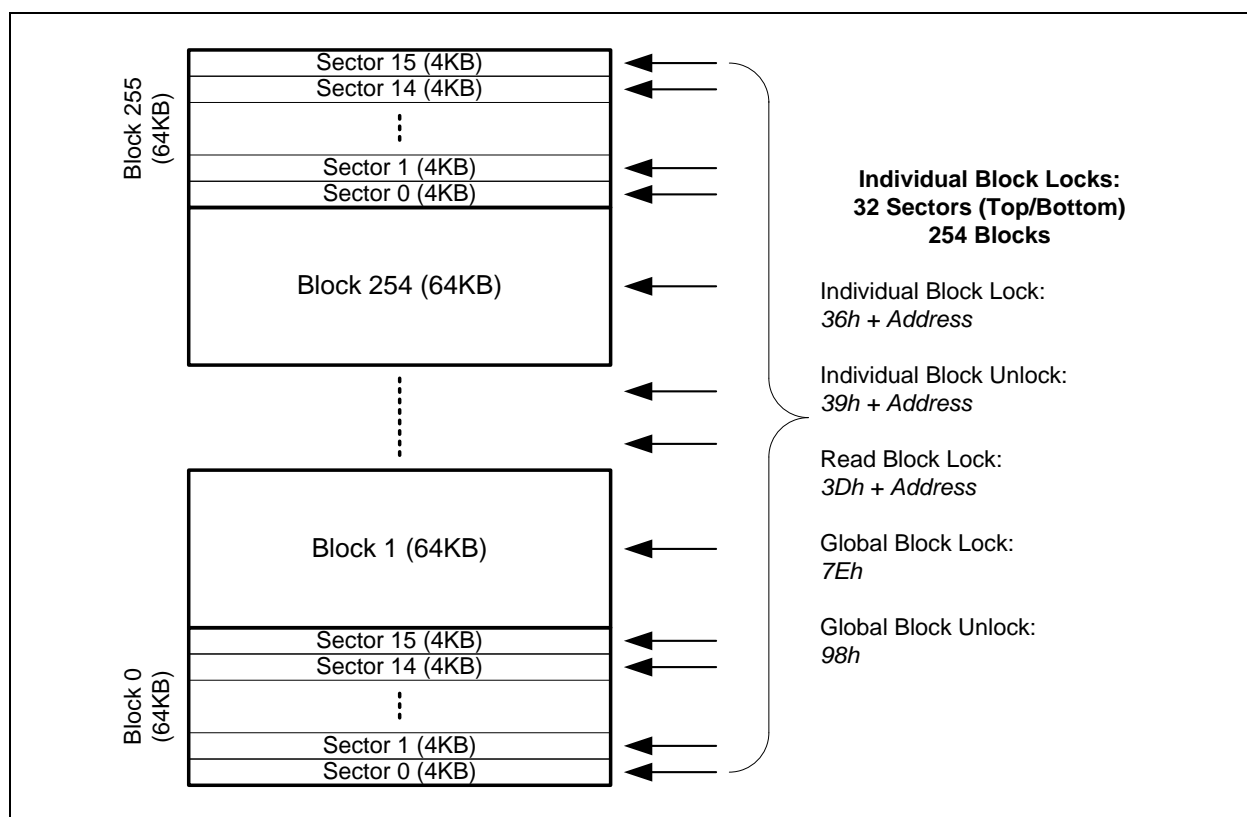 Block 255
(64KB)
Sector 15 (4KB)
Sector 14 (4KB)
Sector 1 (4KB)
Sector 0 (4KB)
Block 254 (64KB)
Block 1 (64KB)
Block 0
(64KB)
Sector 15 (4KB)
Sector 14 (4KB)
Sector 1 (4KB)
Sector 0 (4KB)
Individual Block Locks:
32 Sectors (Top/Bottom)
254 Blocks
Individual Block Lock:
36h + Address
Individual Block Unlock:
39h + Address
Read Block Lock:
3Dh + Address
Global Block Lock:
7Eh
Global Block Unlock:
98h